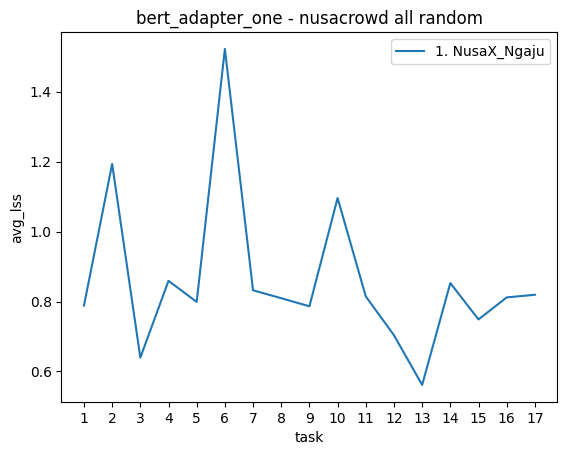 bert_adapter_one - nusacrowd all random
1. NusaX_Ngaju
avg_lss
1.4
1.2
1.0
0.8
0.6
1 2 3 4 5 6 7 8 9 10 11 12 13 14 15 16 17
task